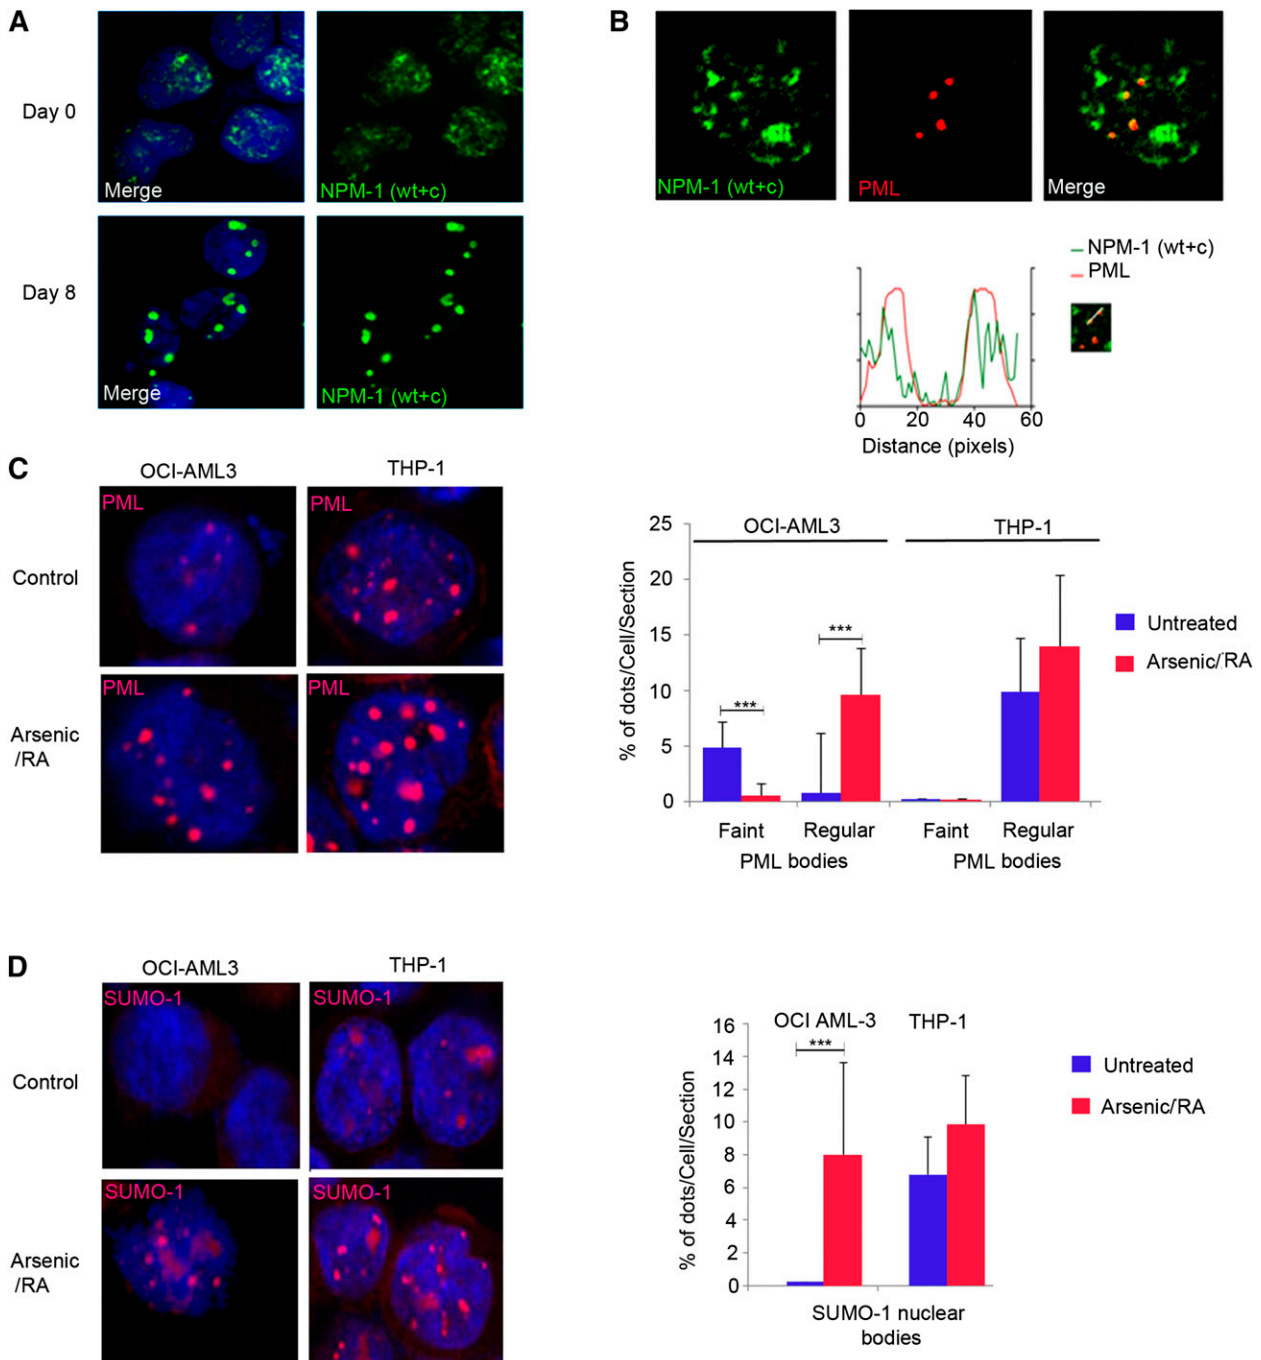 A
Day 0
Merge
NPM-1 (wt+c)
Day 8
Merge
NPM-1 (wt+c)
B
NPM-1 (wt+c)
PML
Merge
NPM-1 (wt+c)
PML
0 20 40 60
Distance (pixels)
C
OCI-AML3
THP-1
Control
PML
PML
Arsenic
/RA
PML
PML
OCI-AML3
THP-1
% of dots/Cell/Section
25
20
15
10
5
0
***
***
Faint Regular Faint Regular
PML bodies PML bodies
Untreated
Arsenic/RA
D
OCI-AML3
THP-1
Control
SUMO-1
SUMO-1
Arsenic
/RA
SUMO-1
SUMO-1
OCI AML-3 THP-1
% of dots/Cell/Section
16
14
12
10
8
6
4
2
0
***
SUMO-1 nuclear
bodies
Untreated
Arsenic/RA